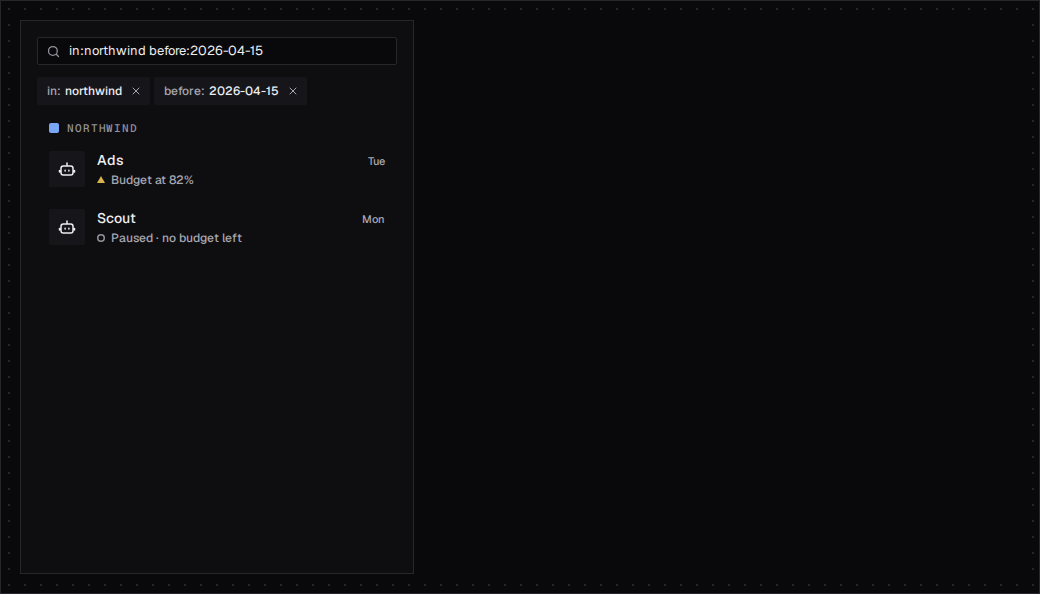 in:northwind before:2026-04-15
in: northwind × before: 2026-04-15 ×
NORTHWIND
Ads Tue
Budget at 82%
Scout Mon
Paused · no budget left